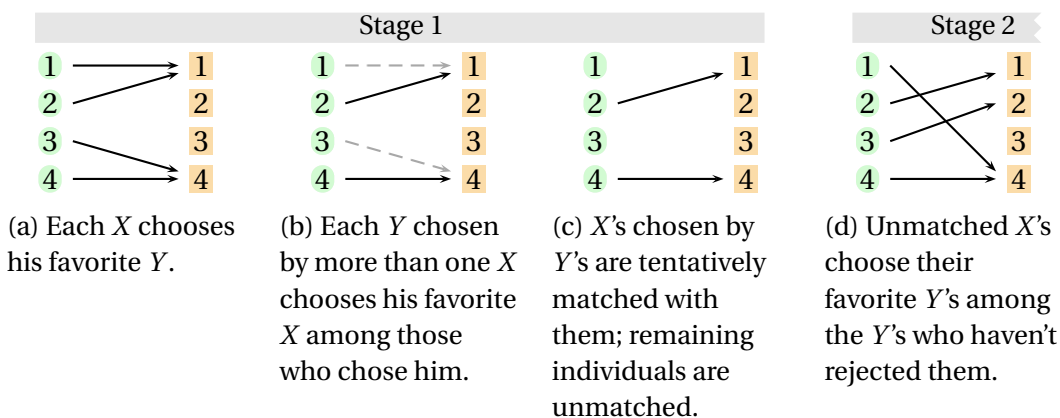 Stage 1
Stage 2
1 1
2 2
3 3
4 4
1 1
2 2
3 3
4 4
1 1
2 2
3 3
4 4
1 1
2 2
3 3
4 4
(a) Each X chooses
his favorite Y.
(b) Each Y chosen
by more than one X
chooses his favorite
X among those
who chose him.
(c) X's chosen by
Y's are tentatively
matched with
them; remaining
individuals are
unmatched.
(d) Unmatched X's
choose their
favorite Y's among
the Y's who haven't
rejected them.